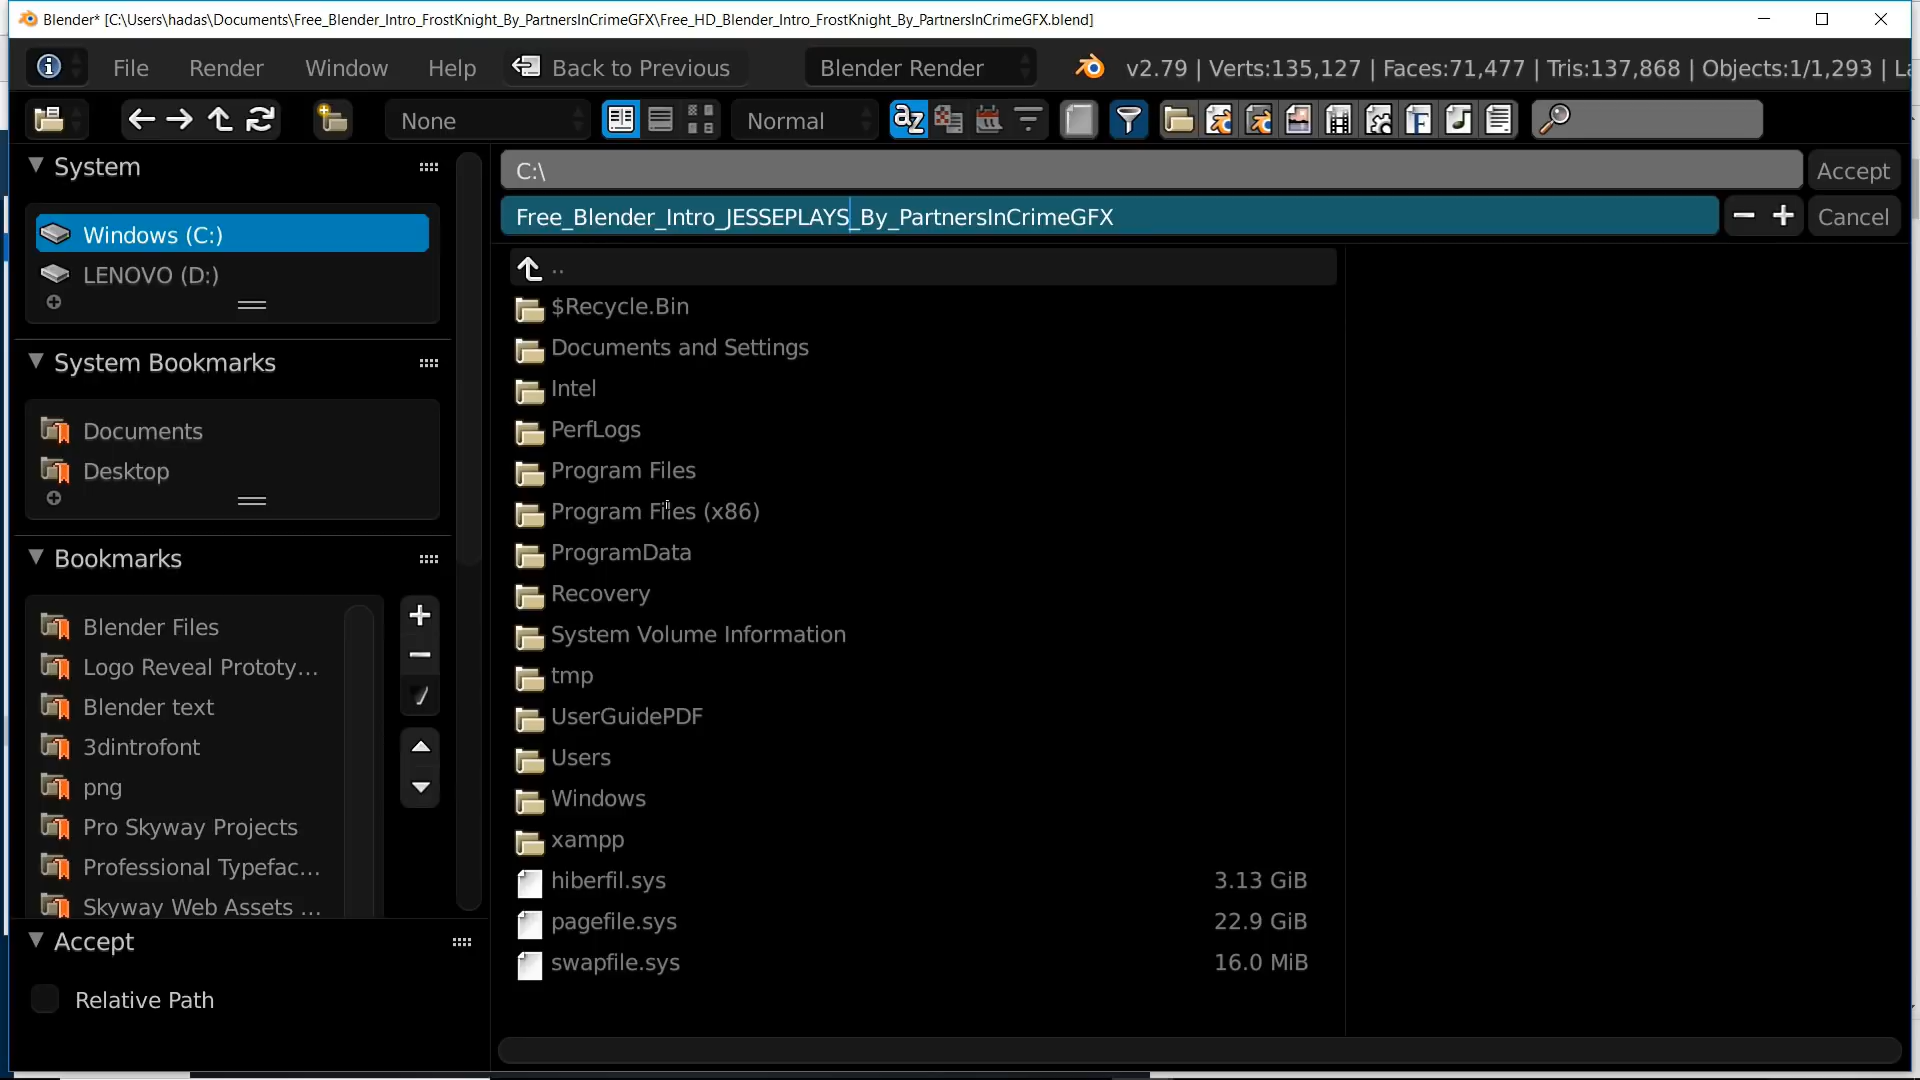 Blender* [C:\Users\hadas\Documents\Free_Blender_Intro_FrostKnight_By_PartnersInCrimeGFX\Free_HD_Blender_Intro_FrostKnight_By_PartnersInCrimeGFX.blend]
File Render Window Help Back to Previous Blender Render v2.79 | Verts:135,127 | Faces:71,477 | Tris:137,868 | Objects:1/1,293 | La
None Normal
System
Windows (C:)
LENOVO (D:)
System Bookmarks
Documents
Desktop
Bookmarks
Blender Files
Logo Reveal Prototy...
Blender text
3dintrofont
png
Pro Skyway Projects
Professional Typefac...
Skyway Web Assets ...
Accept
Relative Path
C:\ Accept
Free_Blender_Intro_JESSEPLAYS_By_PartnersInCrimeGFX Cancel
..
$Recycle.Bin
Documents and Settings
Intel
PerfLogs
Program Files
Program Files (x86)
ProgramData
Recovery
System Volume Information
tmp
UserGuidePDF
Users
Windows
xampp
hiberfil.sys 3.13 GiB
pagefile.sys 22.9 GiB
swapfile.sys 16.0 MiB